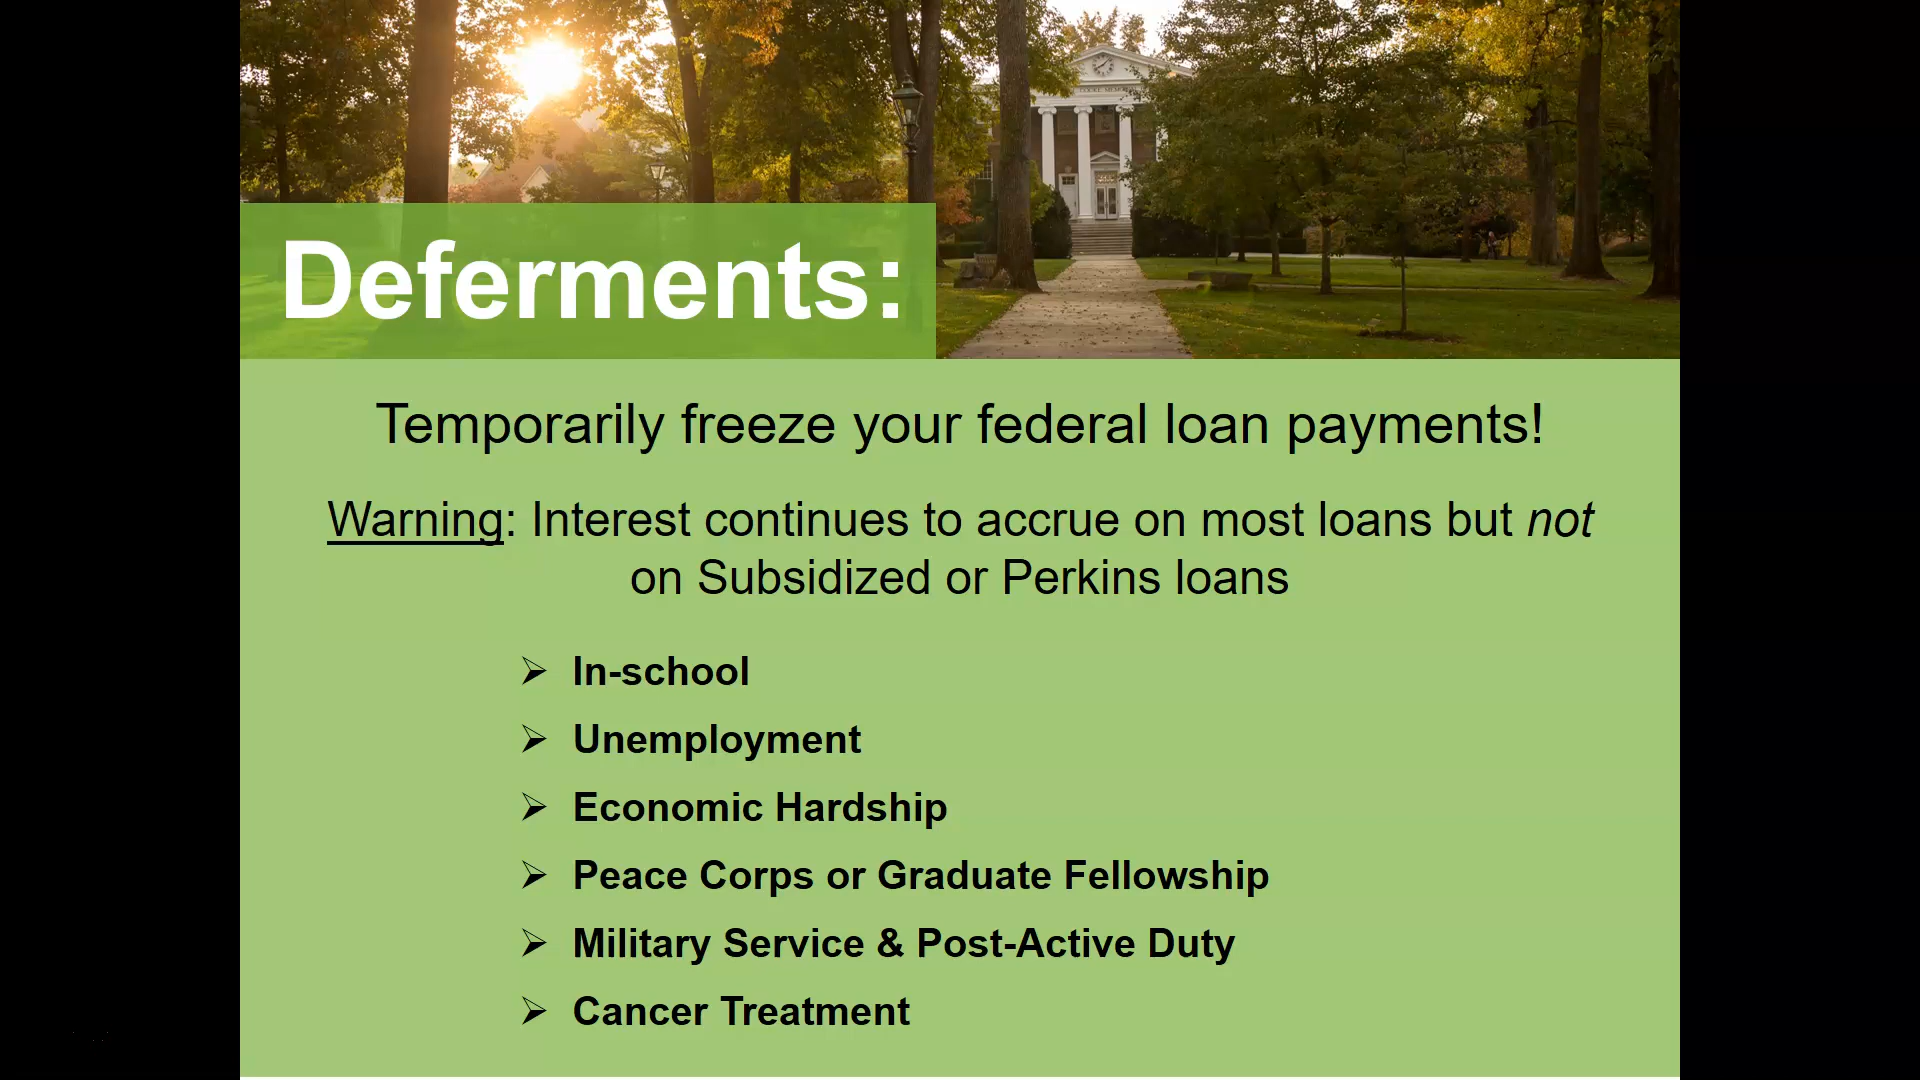 Deferments:
Temporarily freeze your federal loan payments!
Warning: Interest continues to accrue on most loans but not
on Subsidized or Perkins loans
➢ In-school
➢ Unemployment
➢ Economic Hardship
➢ Peace Corps or Graduate Fellowship
➢ Military Service & Post-Active Duty
➢ Cancer Treatment